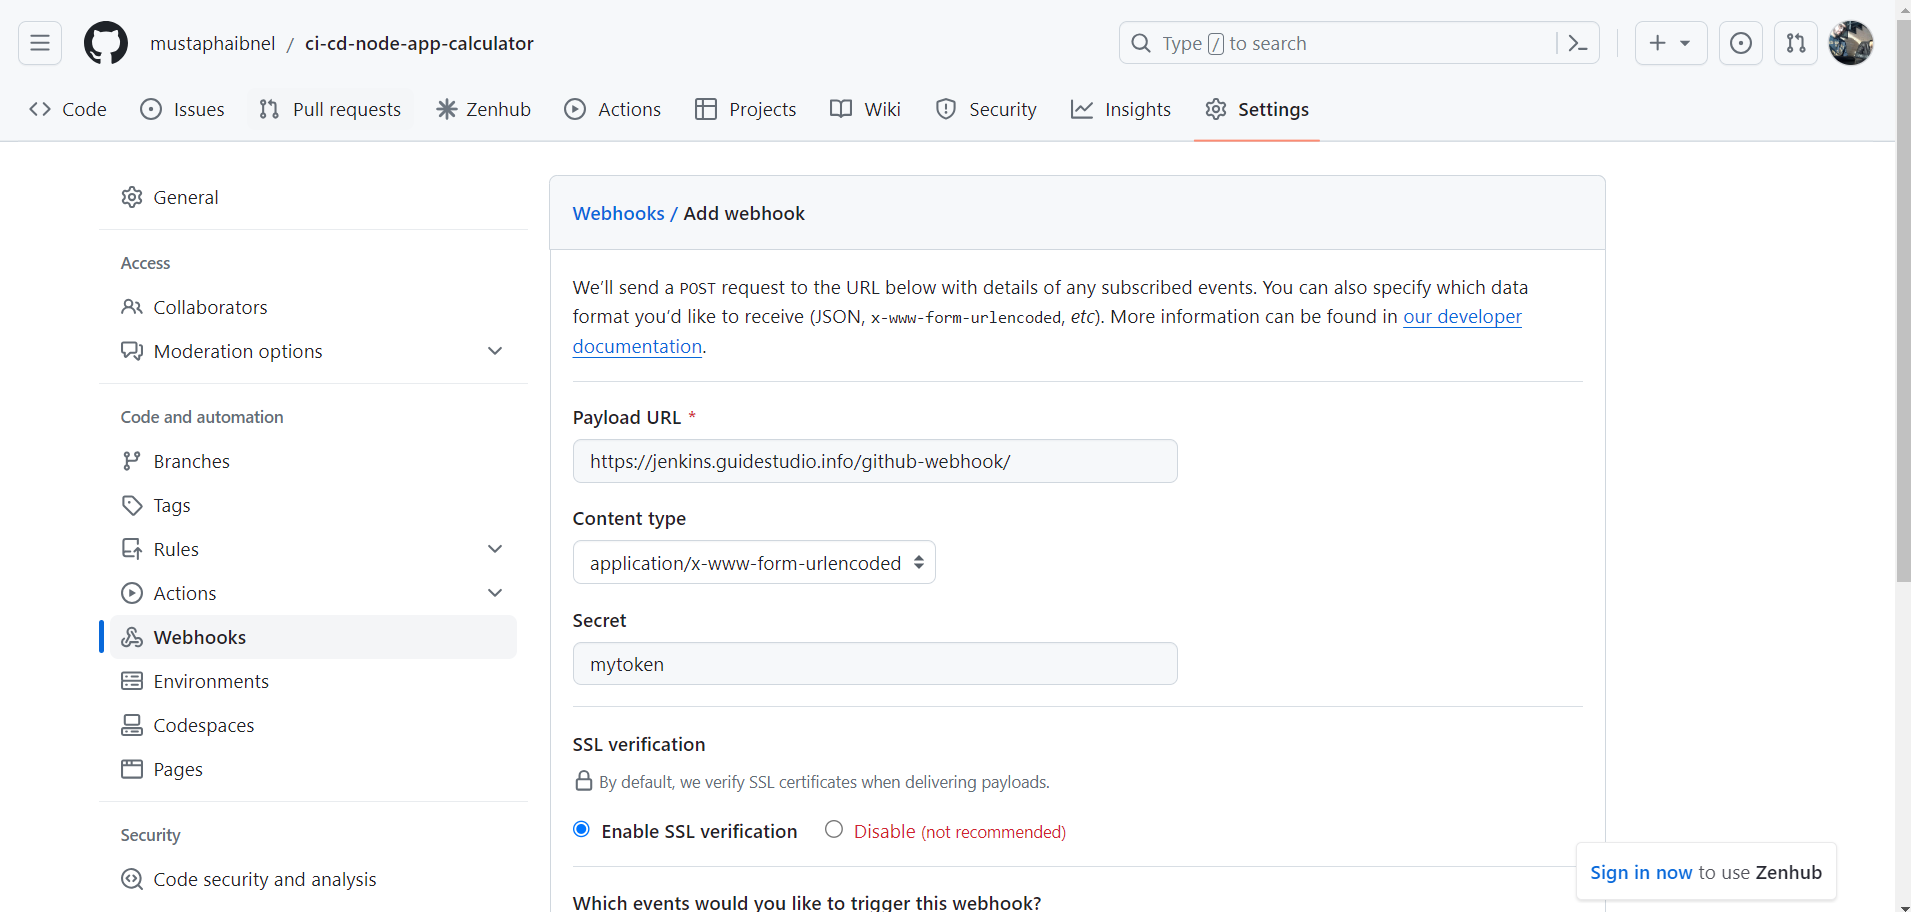 mustaphaibnel / ci-cd-node-app-calculator
Type / to search
Code
Issues
Pull requests
Zenhub
Actions
Projects
Wiki
Security
Insights
Settings
General
Access
Collaborators
Moderation options
Code and automation
Branches
Tags
Rules
Actions
Webhooks
Environments
Codespaces
Pages
Security
Code security and analysis
Webhooks / Add webhook
We’ll send a POST request to the URL below with details of any subscribed events. You can also specify which data
format you’d like to receive (JSON, x-www-form-urlencoded, etc). More information can be found in our developer
documentation.
Payload URL *
https://jenkins.guidestudio.info/github-webhook/
Content type
application/x-www-form-urlencoded
Secret
mytoken
SSL verification
By default, we verify SSL certificates when delivering payloads.
Enable SSL verification
Disable (not recommended)
Which events would you like to trigger this webhook?
Sign in now to use Zenhub